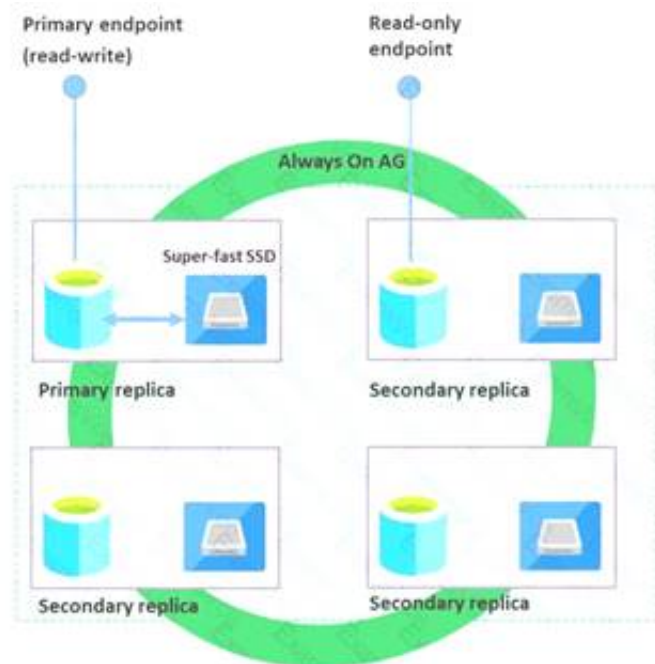 Primary endpoint
(read-write)
Read-only
endpoint
Always On AG
Super-fast SSD
Primary replica
Secondary replica
Secondary replica
Secondary replica